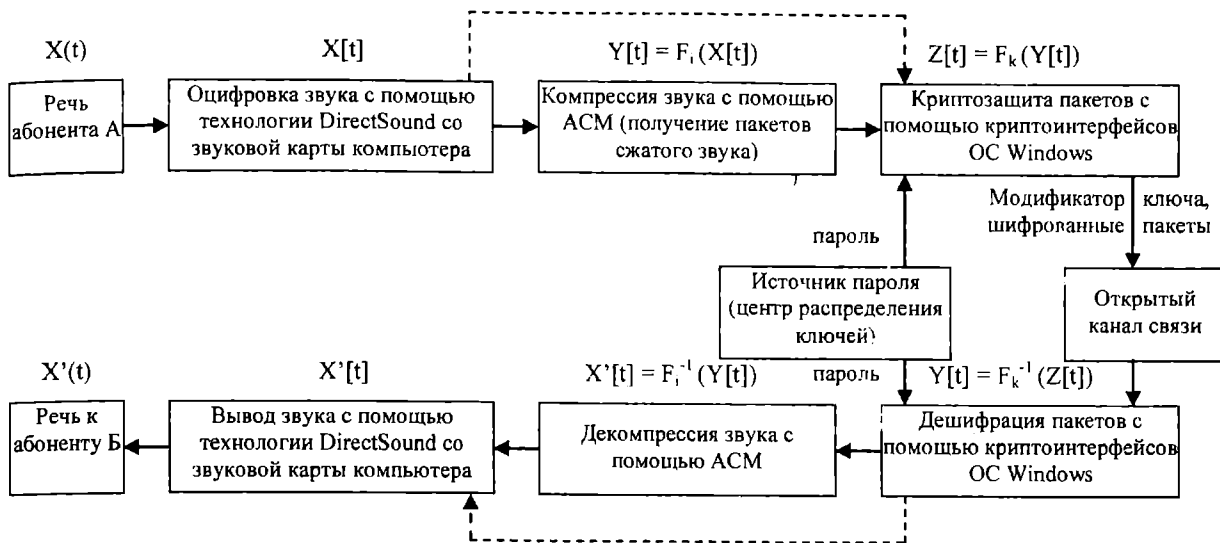 X(t)
X[t]
Y[t] = F_i (X[t])
Z[t] = F_k (Y[t])
Речь
абонента А
Оцифровка звука с помощью
технологии DirectSound со
звуковой карты компьютера
Компрессия звука с помощью
АСМ (получение пакетов
сжатого звука)
Криптозащита пакетов с
помощью криптоинтерфейсов
ОС Windows
Модификатор ключа,
шифрованные пакеты
пароль
Источник пароля
(центр распределения
ключей)
Открытый
канал связи
X’(t)
X’[t]
X’[t] = F_i^-1 (Y[t])
пароль
Y[t] = F_k^-1 (Z[t])
Речь к
абоненту Б
Вывод звука с помощью
технологии DirectSound со
звуковой карты компьютера
Декомпрессия звука с
помощью АСМ
Дешифрация пакетов с
помощью криптоинтерфейсов
ОС Windows